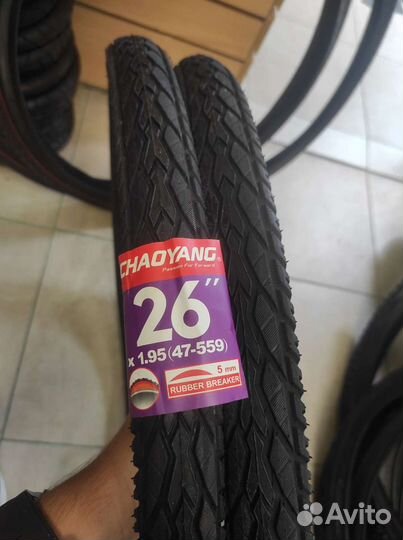 CHAOYANG
Passion For Forward
26"
x 1.95 (47-559)
5 mm
RUBBER BREAKER
Avito